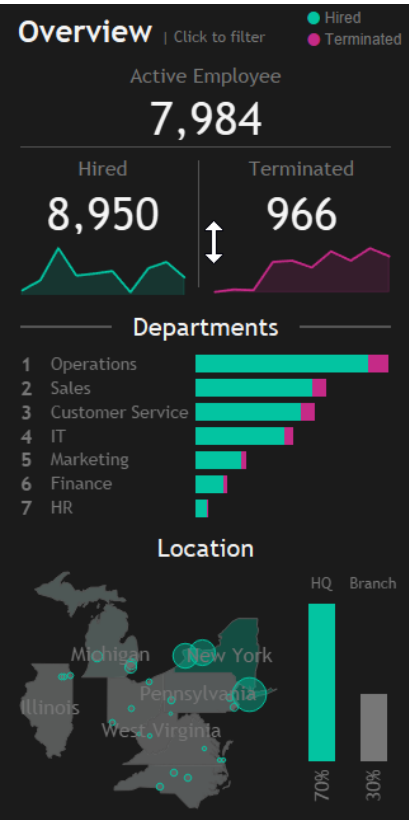 Overview | Click to filter
Hired
Terminated
Active Employee
7,984
Hired
8,950
Terminated
966
Departments
1 Operations
2 Sales
3 Customer Service
4 IT
5 Marketing
6 Finance
7 HR
Location
HQ Branch
Michigan
New York
Illinois
Pennsylvania
West Virginia
70%
30%